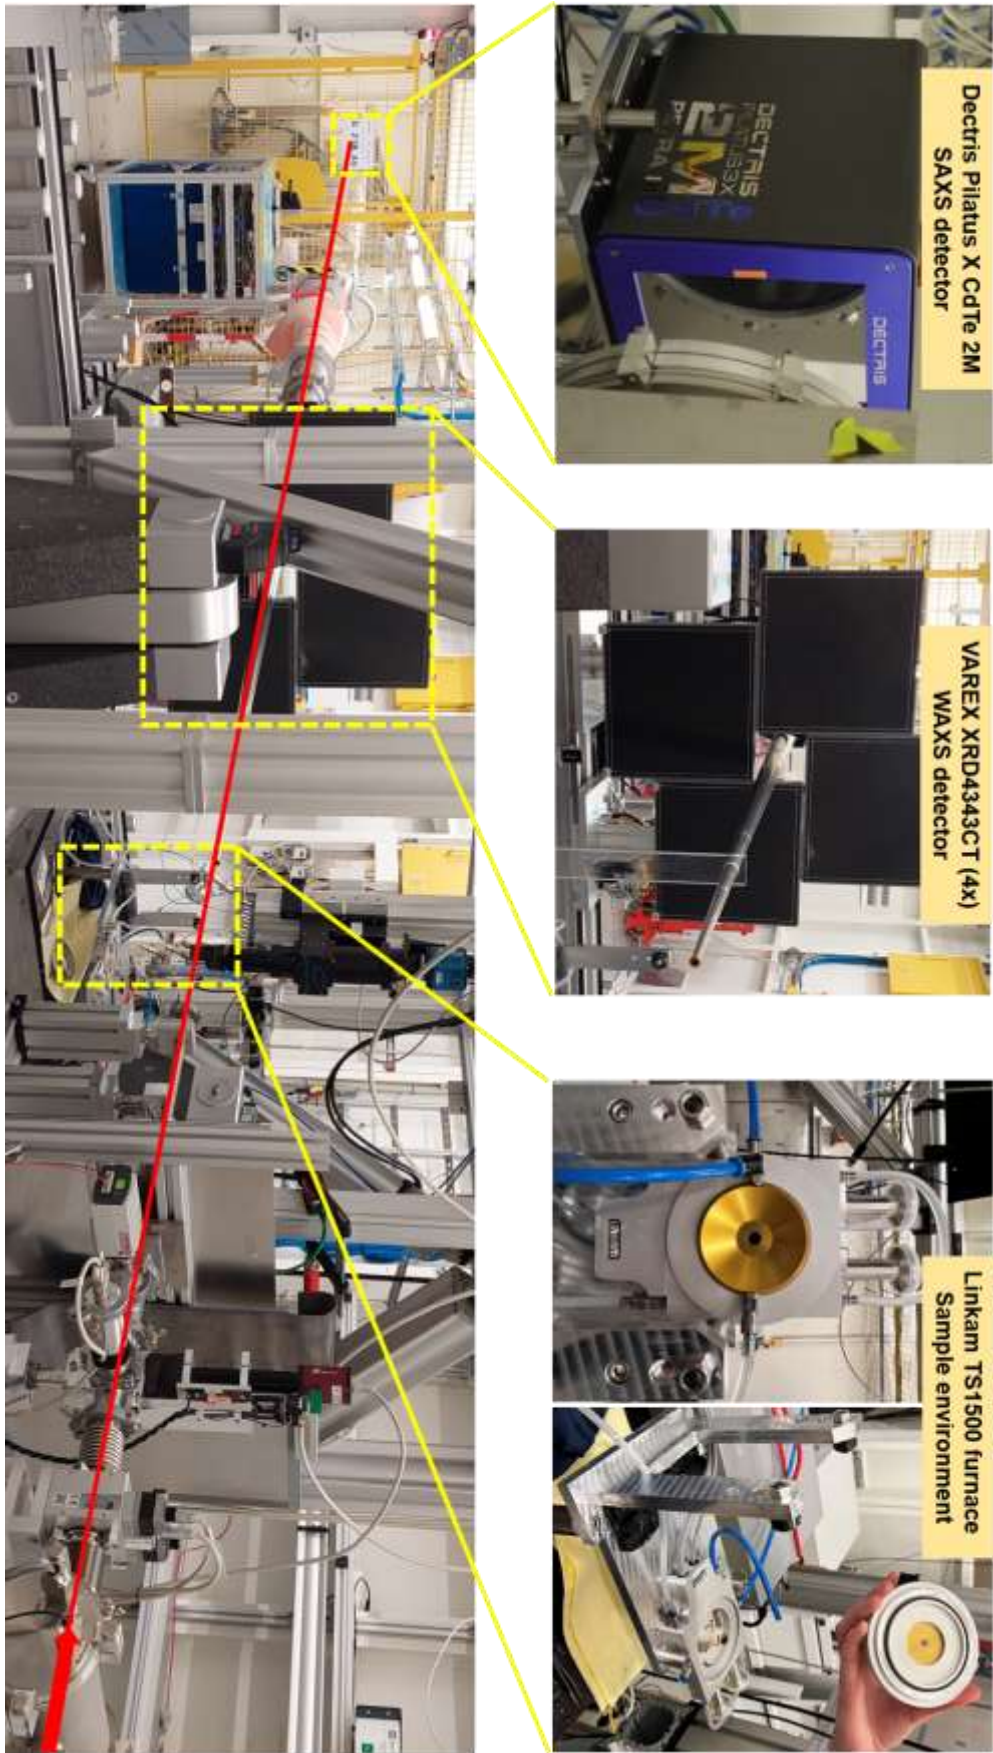 Dectris Pilatus X CdTe 2M
SAXS detector
DECTRIS
2M
DECTRIS
VAREX XRD4343CT (4x)
WAXS detector
Linkam TS1500 furnace
Sample environment